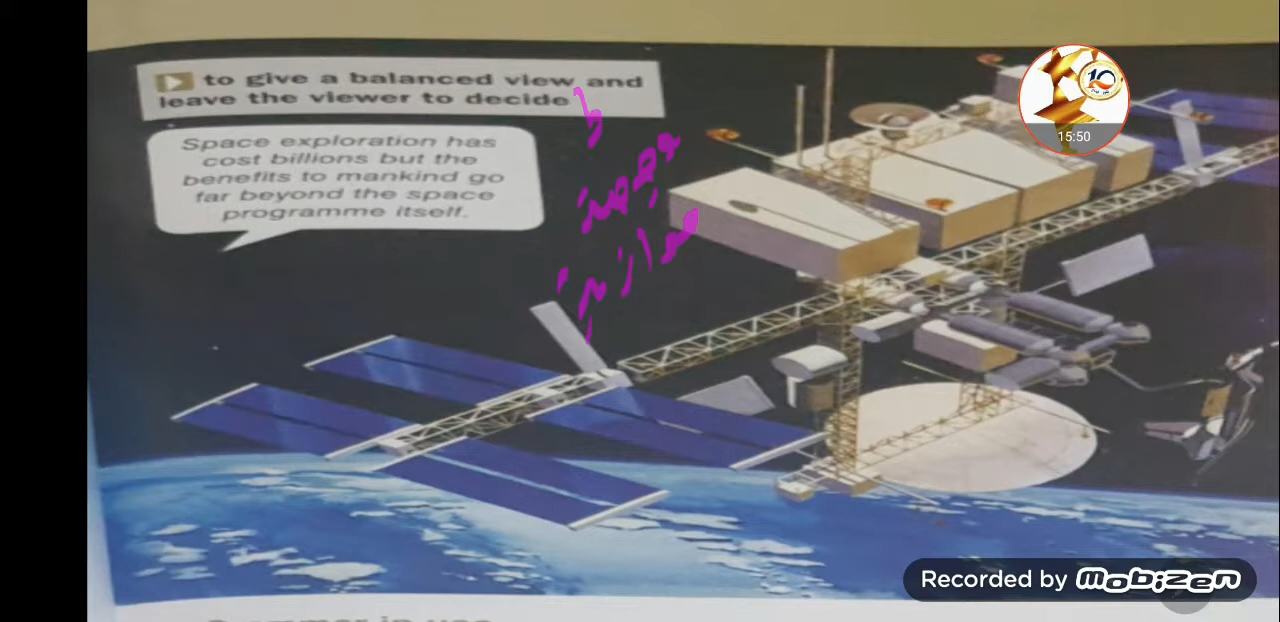 to give a balanced view and
leave the viewer to decide
Space exploration has
cost billions but the
benefits to mankind go
far beyond the space
programme itself.
10
15:50
Recorded by mobizen